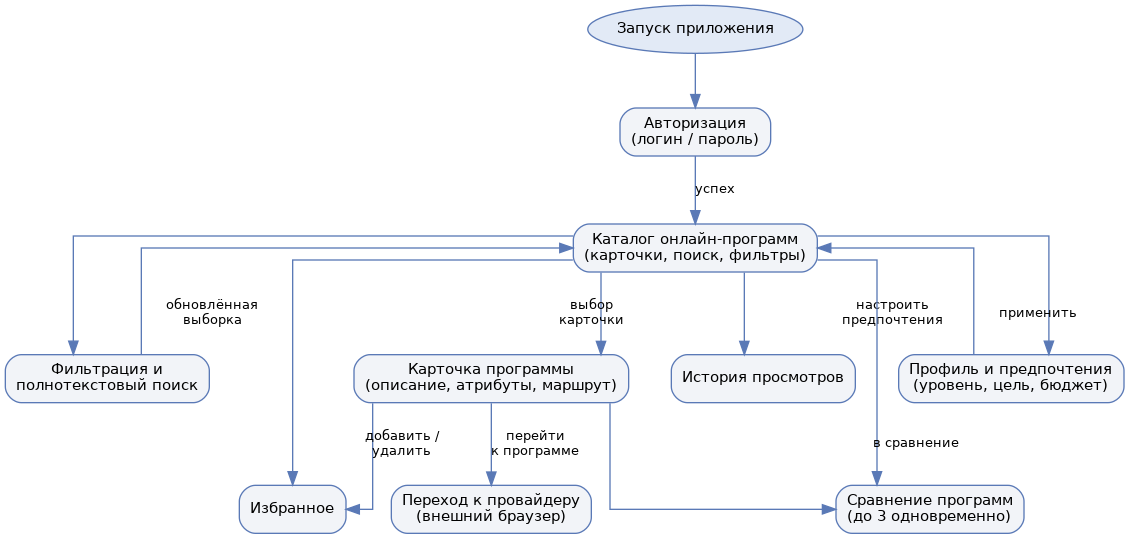 Запуск приложения
Авторизация
(логин / пароль)
успех
Каталог онлайн-программ
(карточки, поиск, фильтры)
обновлённая
выборка
выбор
карточки
настроить
предпочтения
применить
Фильтрация и
полнотекстовый поиск
Карточка программы
(описание, атрибуты, маршрут)
История просмотров
Профиль и предпочтения
(уровень, цель, бюджет)
добавить /
удалить
перейти
к программе
в сравнение
Избранное
Переход к провайдеру
(внешний браузер)
Сравнение программ
(до 3 одновременно)